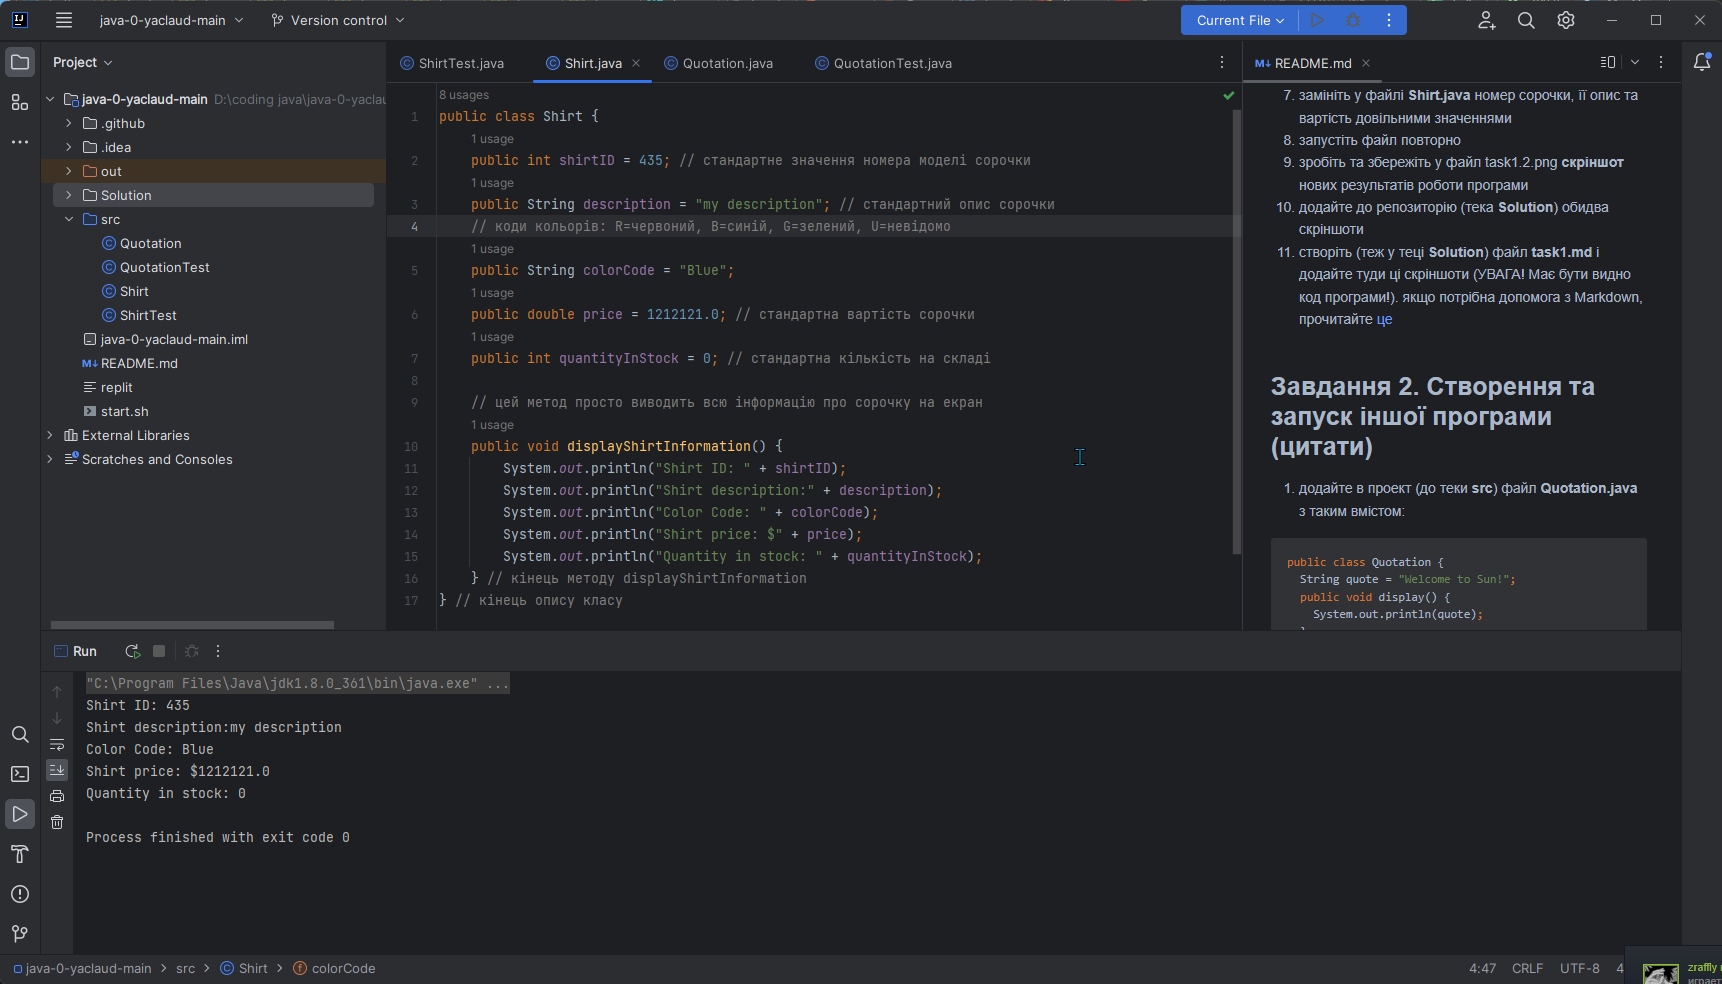 java-0-yaclaud-main
Version control
Current File
Project
java-0-yaclaud-main D:\coding java\java-0-yaclau
.github
.idea
out
Solution
src
Quotation
QuotationTest
Shirt
ShirtTest
java-0-yaclaud-main.iml
README.md
replit
start.sh
External Libraries
Scratches and Consoles
ShirtTest.java
Shirt.java
Quotation.java
QuotationTest.java
8 usages
1 public class Shirt {
1 usage
2 public int shirtID = 435; // стандартне значення номера моделі сорочки
1 usage
3 public String description = "my description"; // стандартний опис сорочки
4 // коди кольорів: R=червоний, B=синій, G=зелений, U=невідомо
1 usage
5 public String colorCode = "Blue";
1 usage
6 public double price = 1212121.0; // стандартна вартість сорочки
1 usage
7 public int quantityInStock = 0; // стандартна кількість на складі
8
9 // цей метод просто виводить всю інформацію про сорочку на екран
1 usage
10 public void displayShirtInformation() {
11 System.out.println("Shirt ID: " + shirtID);
12 System.out.println("Shirt description:" + description);
13 System.out.println("Color Code: " + colorCode);
14 System.out.println("Shirt price: $" + price);
15 System.out.println("Quantity in stock: " + quantityInStock);
16 } // кінець методу displayShirtInformation
17 } // кінець опису класу
README.md
7. замініть у файлі Shirt.java номер сорочки, її опис та
вартість довільними значеннями
8. запустіть файл повторно
9. зробіть та збережіть у файл task1.2.png скріншот
нових результатів роботи програми
10. додайте до репозиторію (тека Solution) обидва
скріншоти
11. створіть (теж у теці Solution) файл task1.md і
додайте туди ці скріншоти (УВАГА! Має бути видно
код програми!). якщо потрібна допомога з Markdown,
прочитайте це
Завдання 2. Створення та
запуск іншої програми
(цитати)
1. додайте в проект (до теки src) файл Quotation.java
з таким вмістом:
public class Quotation {
String quote = "Welcome to Sun!";
public void display() {
System.out.println(quote);
Run
"C:\Program Files\Java\jdk1.8.0_361\bin\java.exe" ...
Shirt ID: 435
Shirt description:my description
Color Code: Blue
Shirt price: $1212121.0
Quantity in stock: 0
Process finished with exit code 0
java-0-yaclaud-main > src > Shirt > colorCode
4:47 CRLF UTF-8 4
zraffly
играет